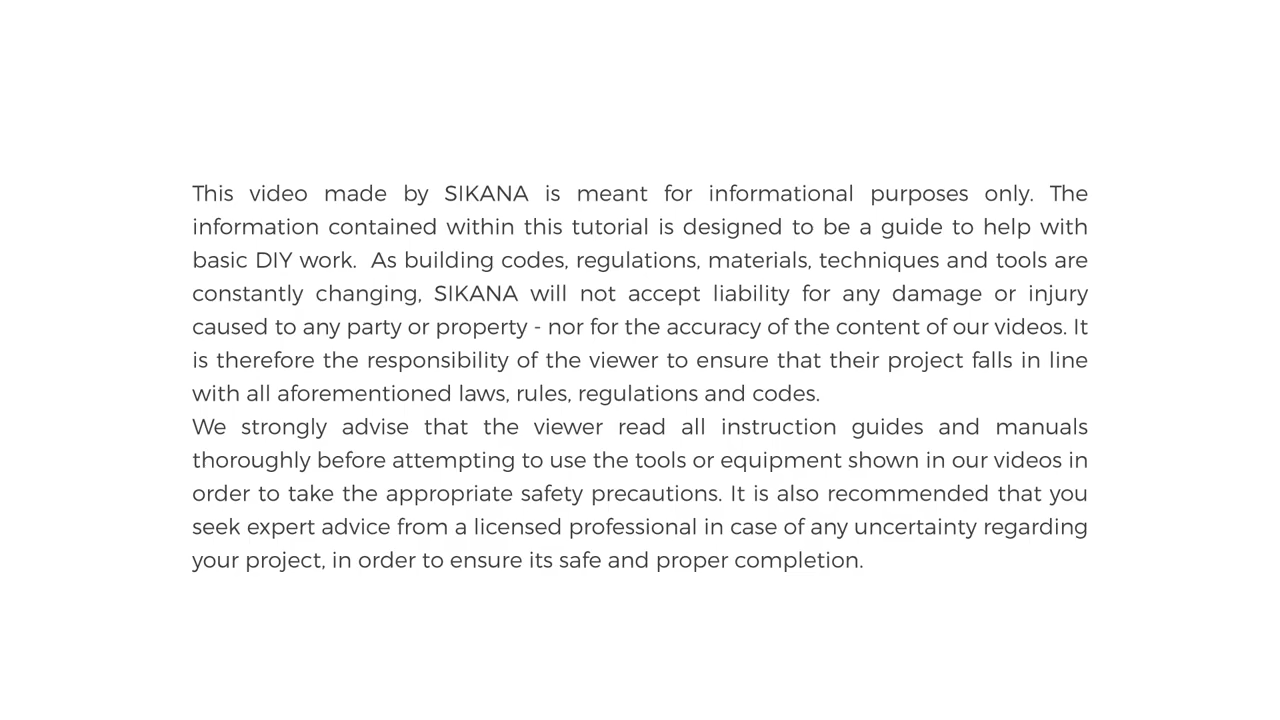 This video made by SIKANA is meant for informational purposes only. The
information contained within this tutorial is designed to be a guide to help with
basic DIY work.  As building codes, regulations, materials, techniques and tools are
constantly changing, SIKANA will not accept liability for any damage or injury
caused to any party or property - nor for the accuracy of the content of our videos. It
is therefore the responsibility of the viewer to ensure that their project falls in line
with all aforementioned laws, rules, regulations and codes.
We strongly advise that the viewer read all instruction guides and manuals
thoroughly before attempting to use the tools or equipment shown in our videos in
order to take the appropriate safety precautions. It is also recommended that you
seek expert advice from a licensed professional in case of any uncertainty regarding
your project, in order to ensure its safe and proper completion.